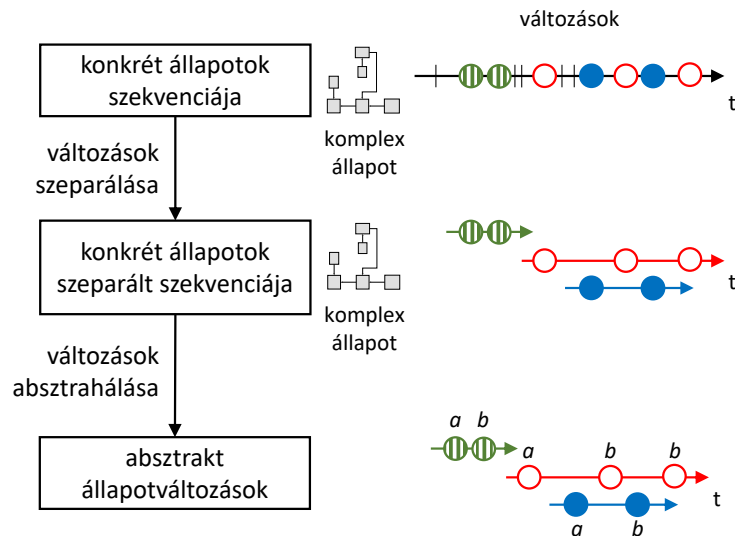 változások
konkrét állapotok
szekvenciája
t
komplex
állapot
változások
szeparálása
konkrét állapotok
szeparált szekvenciája
t
komplex
állapot
változások
absztrahálása
a b
a b b
absztrakt
állapotváltozások
t
a b